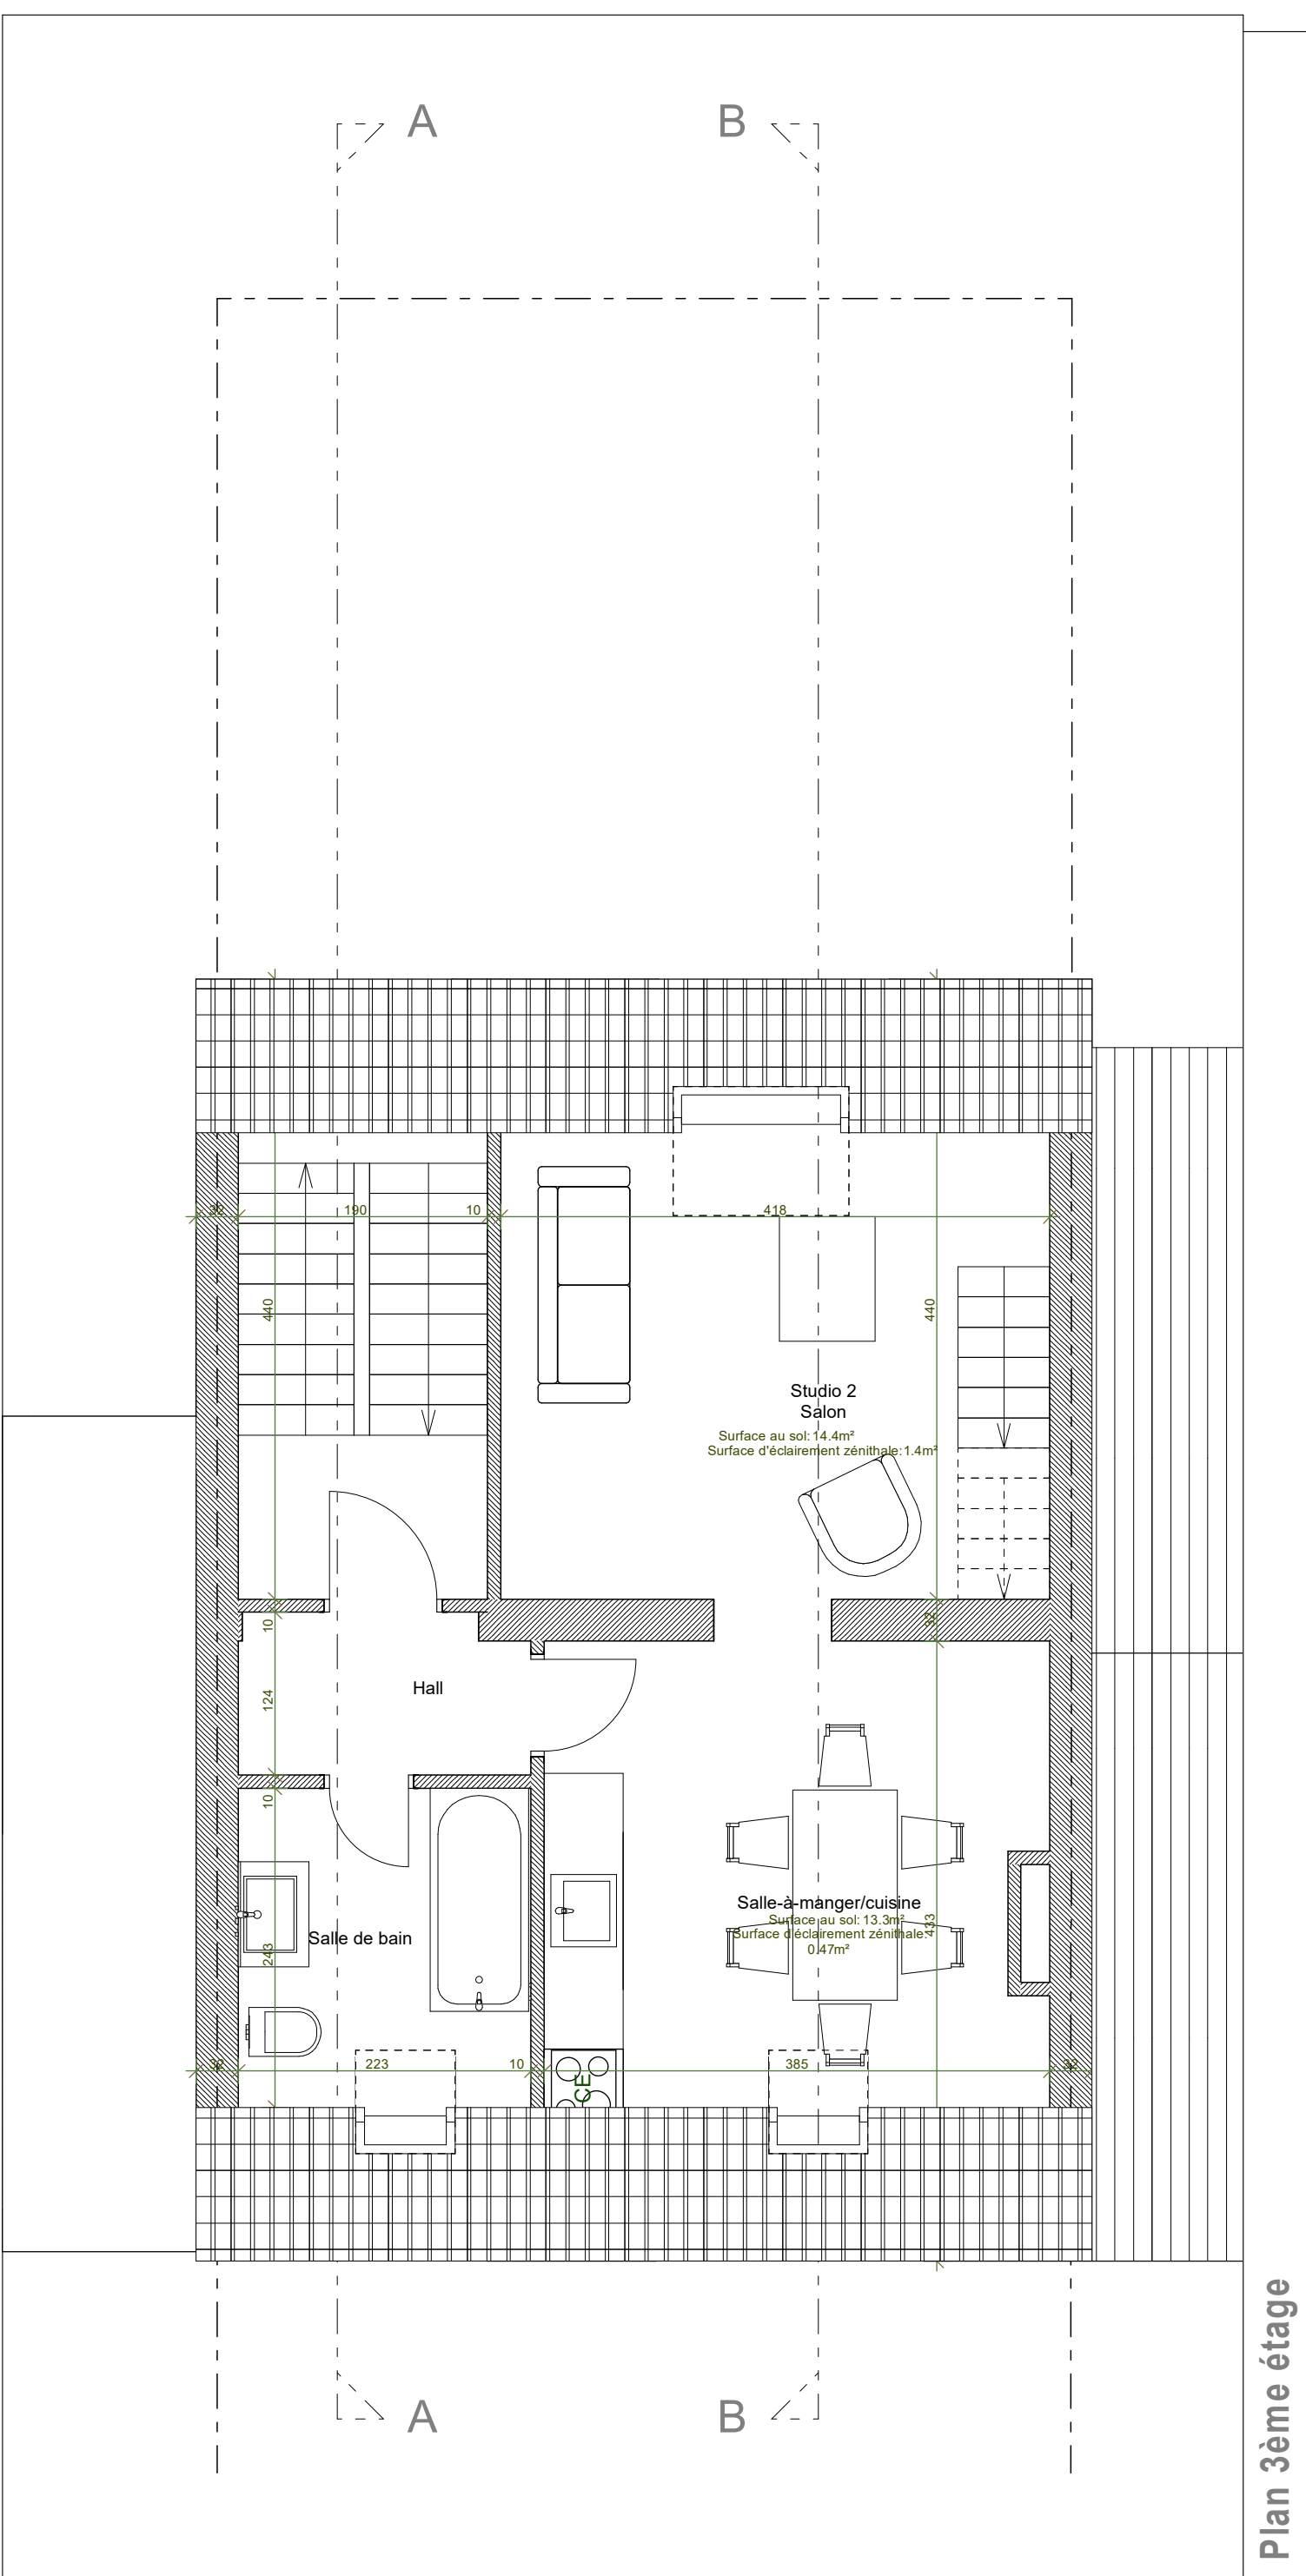 A
B
32
190
10
418
440
440
Studio 2
Salon
Surface au sol: 14.4m²
Surface d'éclairement zénithale: 1.4m²
10
32
Hall
124
10
Salle-à-manger/cuisine
Surface au sol: 13.3m²
Surface d'éclairement zénithale:
0.47m²
433
Salle de bain
243
32
223
10
385
32
CE
A
B
Plan 3ème étage